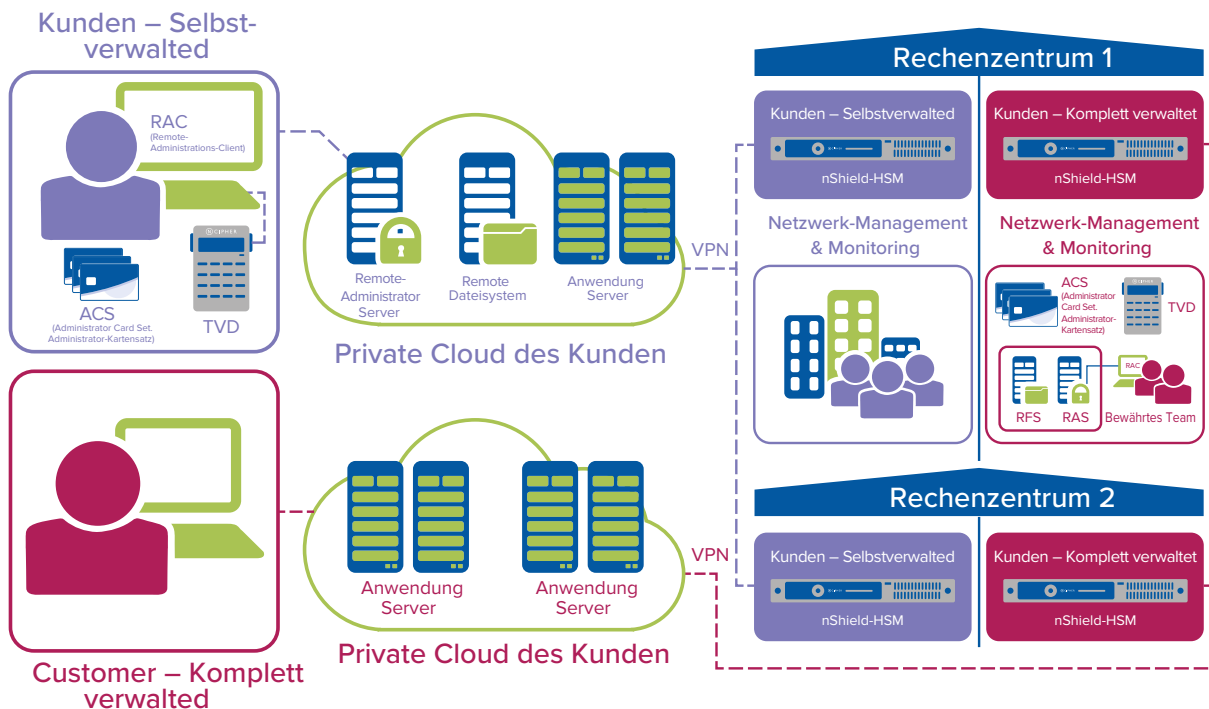 Kunden – Selbst-
verwalted
RAC
(Remote-
Administrations-Client)
CIPHER
ACS
(Administrator Card Set.
Administrator-Kartensatz)
TVD
Remote-
Administrator
Server
Remote
Dateisystem
Anwendung
Server
Private Cloud des Kunden
VPN
Customer – Komplett
verwalted
Anwendung
Server
Anwendung
Server
Private Cloud des Kunden
VPN
Rechenzentrum 1
Kunden – Selbstverwalted
nShield-HSM
Kunden – Komplett verwaltet
nShield-HSM
Netzwerk-Management
& Monitoring
Netzwerk-Management
& Monitoring
ACS
(Administrator
Card Set.
Administrator-
Kartensatz)
TVD
RFS
RAS
RAC
Bewährtes Team
Rechenzentrum 2
Kunden – Selbstverwalted
nShield-HSM
Kunden – Komplett verwaltet
nShield-HSM